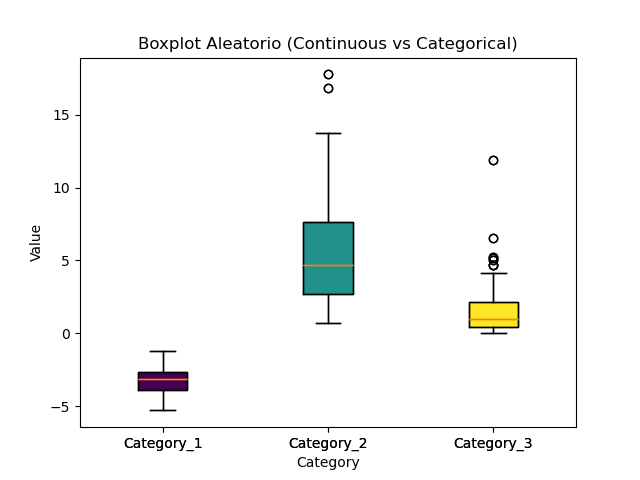 Boxplot Aleatorio (Continuous vs Categorical)
Value
15
10
5
0
−5
Category_1
Category_2
Category_3
Category